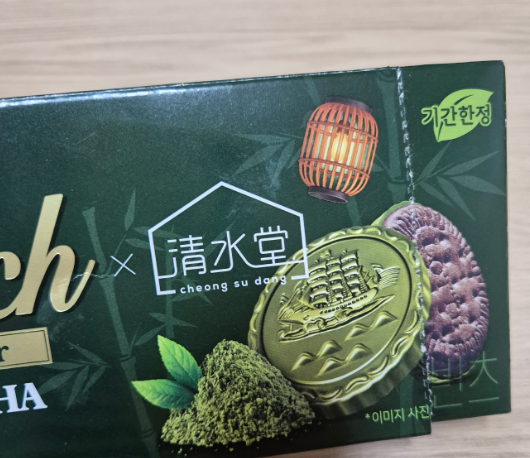 기간한정
ch
×
清水堂
cheong su dang
r
HA
*이미지 사진